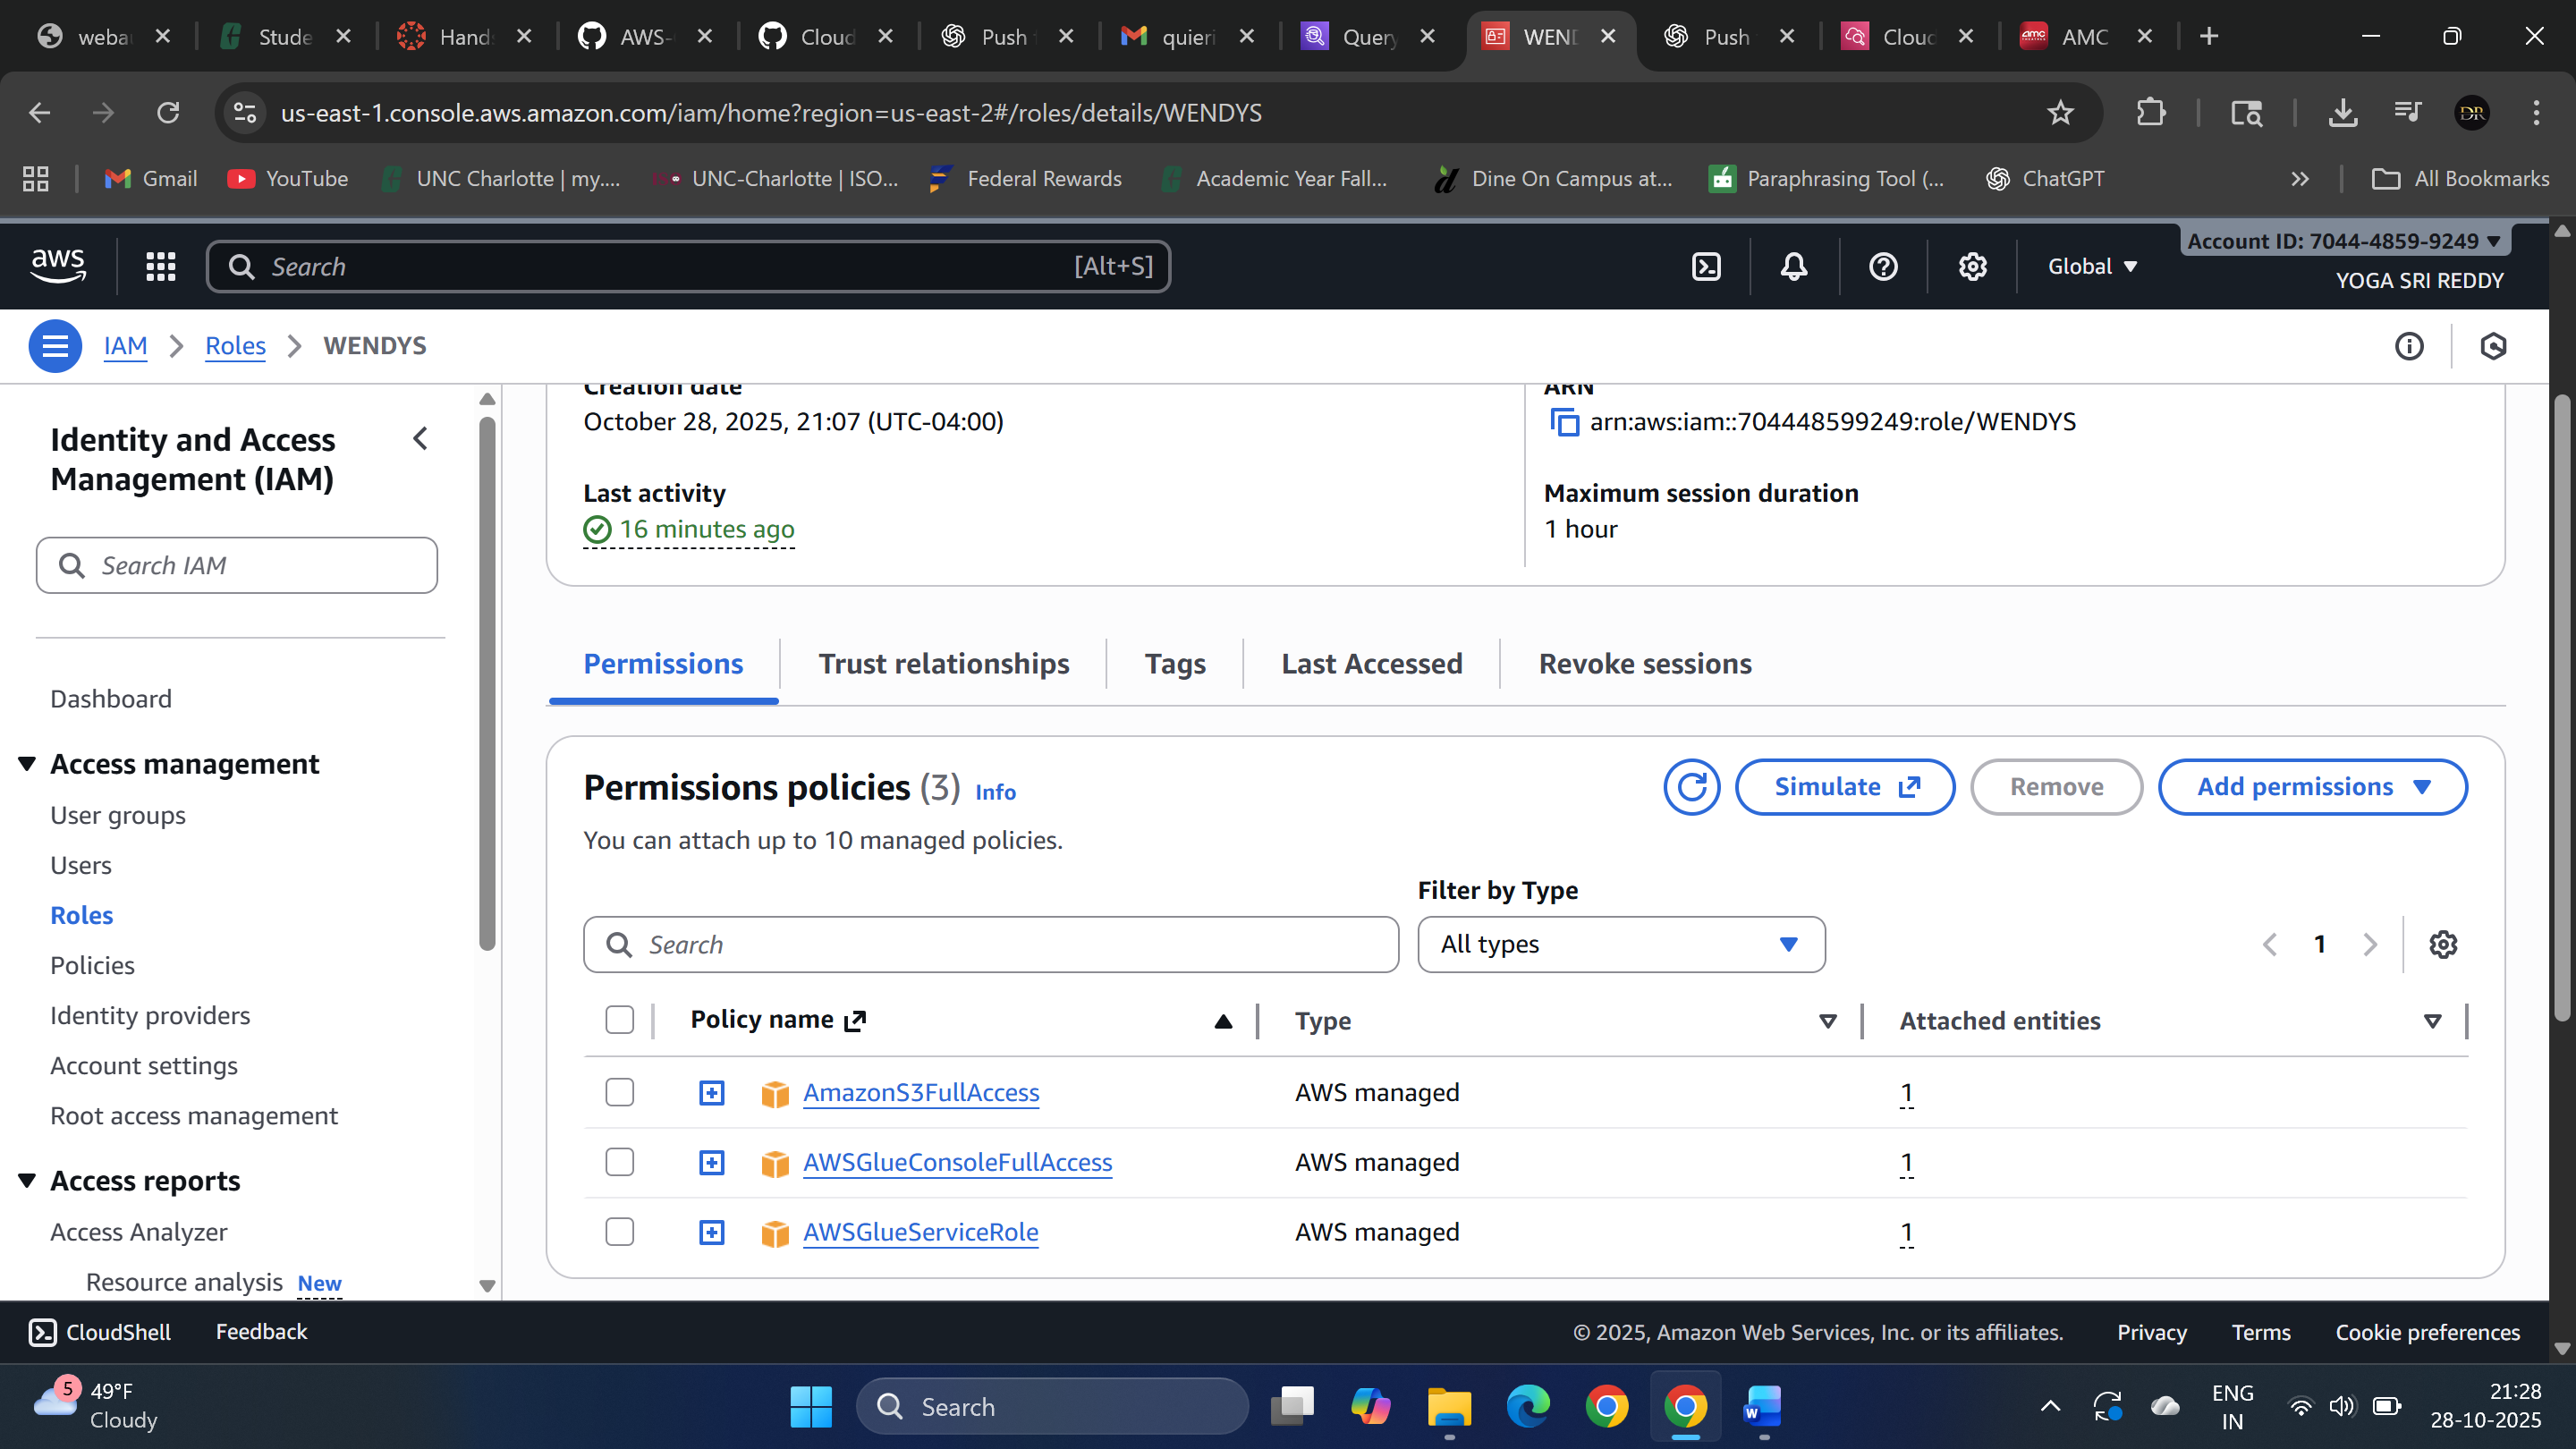 weba
Stude
Hand
AWS-
Cloud
Push
quieri
Query
WEND
Push
Cloud
AMC
us-east-1.console.aws.amazon.com/iam/home?region=us-east-2#/roles/details/WENDYS
DR
Gmail
YouTube
UNC Charlotte | my....
UNC-Charlotte | ISO...
Federal Rewards
Academic Year Fall...
Dine On Campus at...
Paraphrasing Tool (...
ChatGPT
All Bookmarks
aws
Search
[Alt+S]
Global
Account ID: 7044-4859-9249
YOGA SRI REDDY
IAM
Roles
WENDYS
Identity and Access
Management (IAM)
Search IAM
Dashboard
Access management
User groups
Users
Roles
Policies
Identity providers
Account settings
Root access management
Access reports
Access Analyzer
Resource analysis New
Creation date
October 28, 2025, 21:07 (UTC-04:00)
Last activity
16 minutes ago
ARN
arn:aws:iam::704448599249:role/WENDYS
Maximum session duration
1 hour
Permissions
Trust relationships
Tags
Last Accessed
Revoke sessions
Permissions policies (3) Info
You can attach up to 10 managed policies.
Simulate
Remove
Add permissions
Filter by Type
Search
All types
1
Policy name
Type
Attached entities
AmazonS3FullAccess
AWS managed
1
AWSGlueConsoleFullAccess
AWS managed
1
AWSGlueServiceRole
AWS managed
1
CloudShell
Feedback
© 2025, Amazon Web Services, Inc. or its affiliates.
Privacy
Terms
Cookie preferences
5
49°F
Cloudy
Search
ENG
IN
21:28
28-10-2025